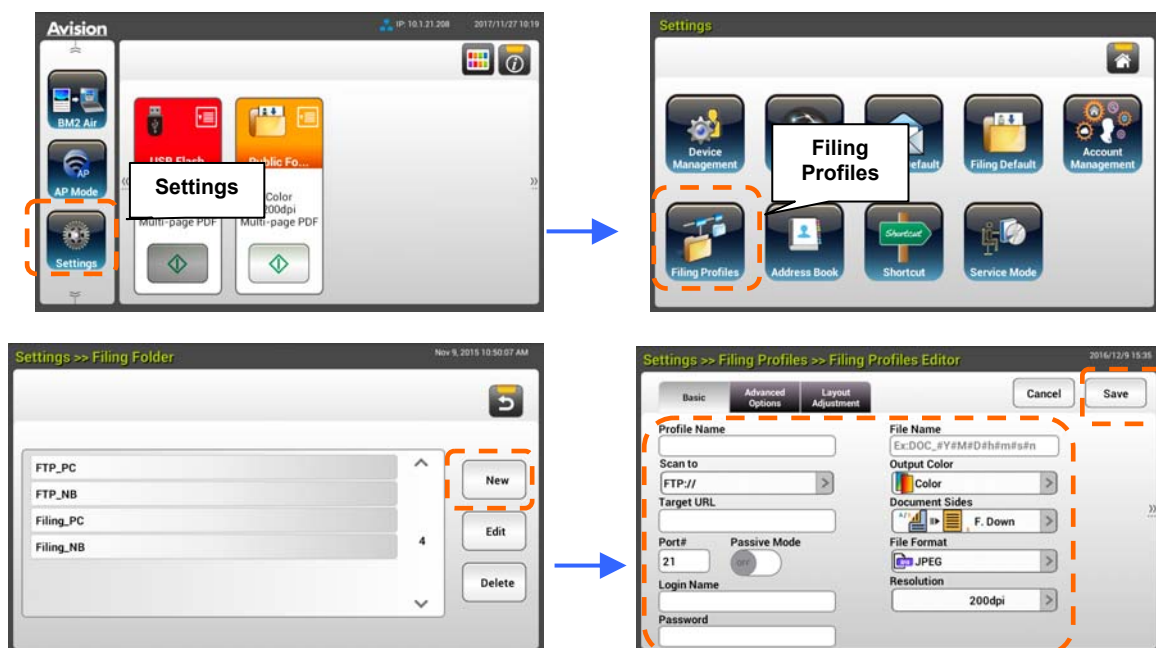 Avision
IP: 10.1.21.208
2017/11/27 10:19
BM2 Air
AP Mode
Settings
USB Flash
Public Fo...
Settings
Color
200dpi
Multi-page PDF
Multi-page PDF
Settings
Device
Management
Filing
Profiles
Default
Filing Default
Account
Management
Filing Profiles
Address Book
Shortcut
Shortcut
Service Mode
Settings >> Filing Folder
Nov 9, 2015 10:50:07 AM
FTP_PC
FTP_NB
Filing_PC
Filing_NB
4
New
Edit
Delete
Settings >> Filing Profiles >> Filing Profiles Editor
2016/12/9 15:35
Basic
Advanced
Options
Layout
Adjustment
Cancel
Save
Profile Name
Scan to
FTP://
Target URL
Port#
Passive Mode
21
OFF
Login Name
Password
File Name
Ex:DOC_#Y#M#D#h#m#s#n
Output Color
Color
Document Sides
F. Down
File Format
JPEG
Resolution
200dpi